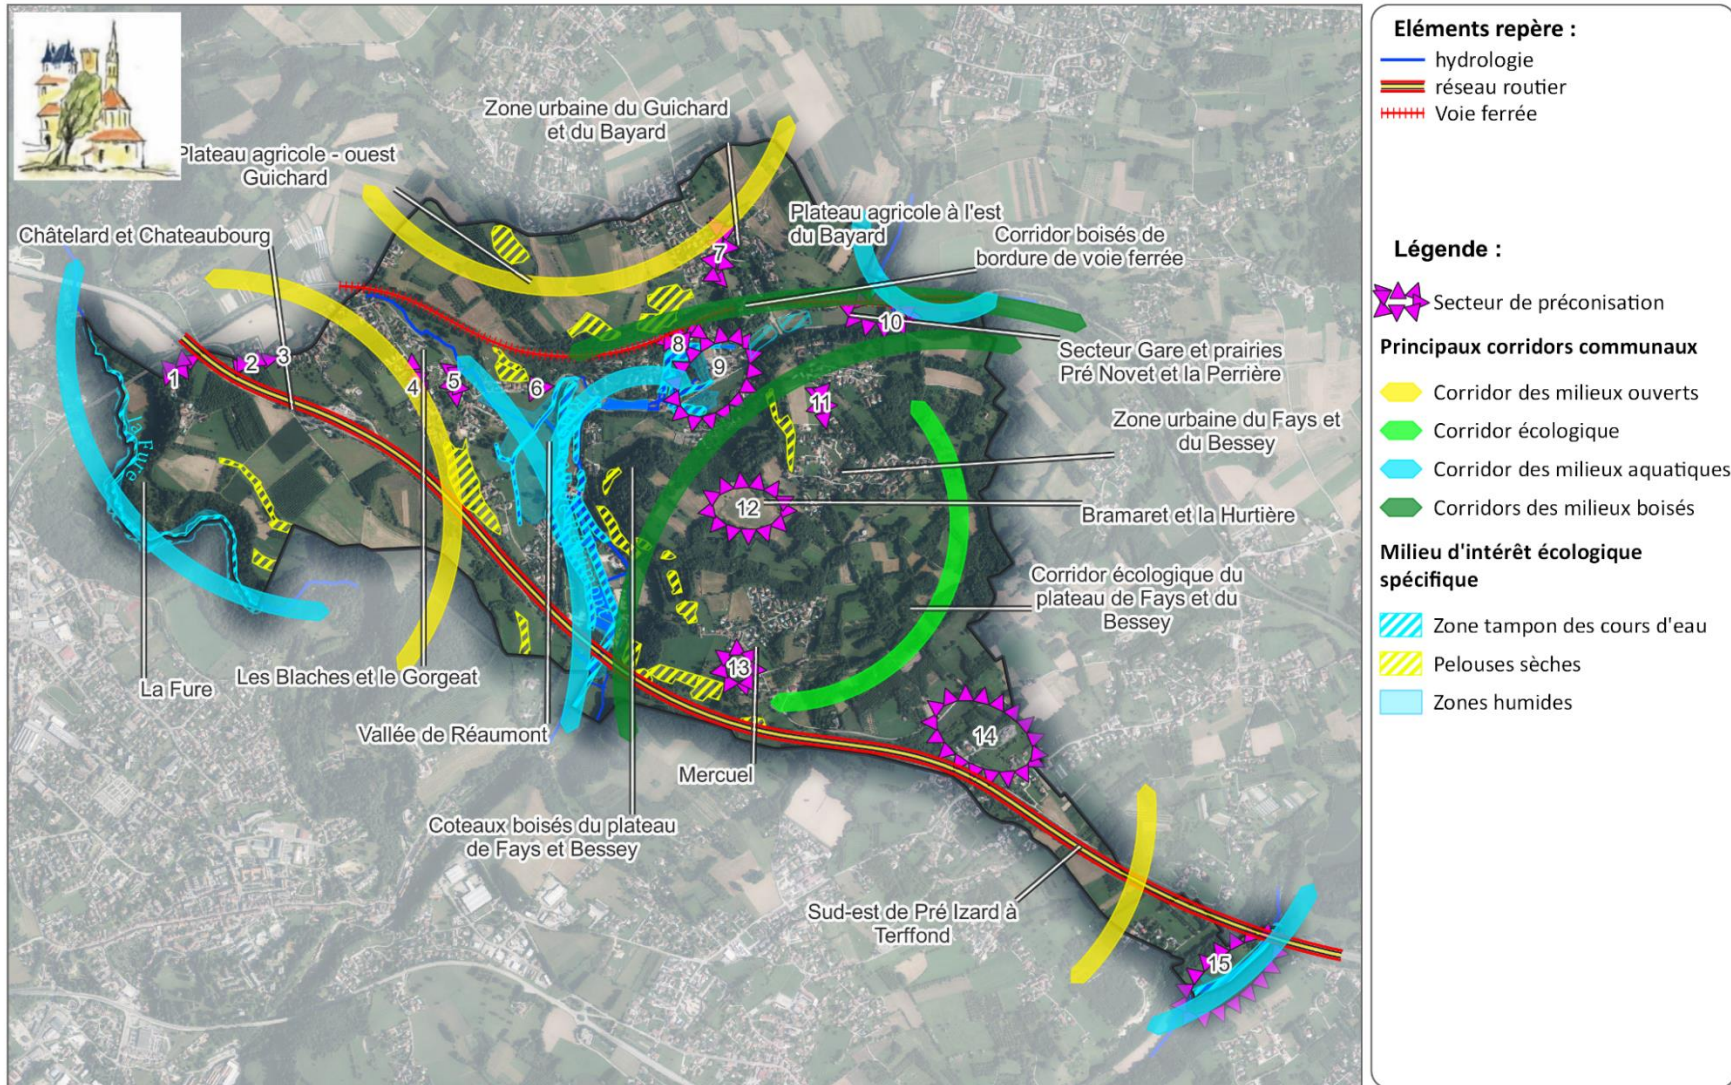 Zone urbaine du Guichard
et du Bayard
Plateau agricole - ouest
Guichard
Châtelard et Chateaubourg
Plateau agricole à l'est
du Bayard
Corridor boisés de
bordure de voie ferrée
7
10
8
3
2
1
9
Secteur Gare et prairies
Pré Novet et la Perrière
4
5
6
11
Zone urbaine du Fays et
du Bessey
la Fure
12
Bramaret et la Hurtière
Corridor écologique du
plateau de Fays et du
Bessey
La Fure
Les Blaches et le Gorgeat
13
Vallée de Réaumont
14
Mercuel
Coteaux boisés du plateau
de Fays et Bessey
Sud-est de Pré Izard à
Terffond
15
Eléments repère :
hydrologie
réseau routier
Voie ferrée
Légende :
Secteur de préconisation
Principaux corridors communaux
Corridor des milieux ouverts
Corridor écologique
Corridor des milieux aquatiques
Corridors des milieux boisés
Milieu d'intérêt écologique
spécifique
Zone tampon des cours d'eau
Pelouses sèches
Zones humides